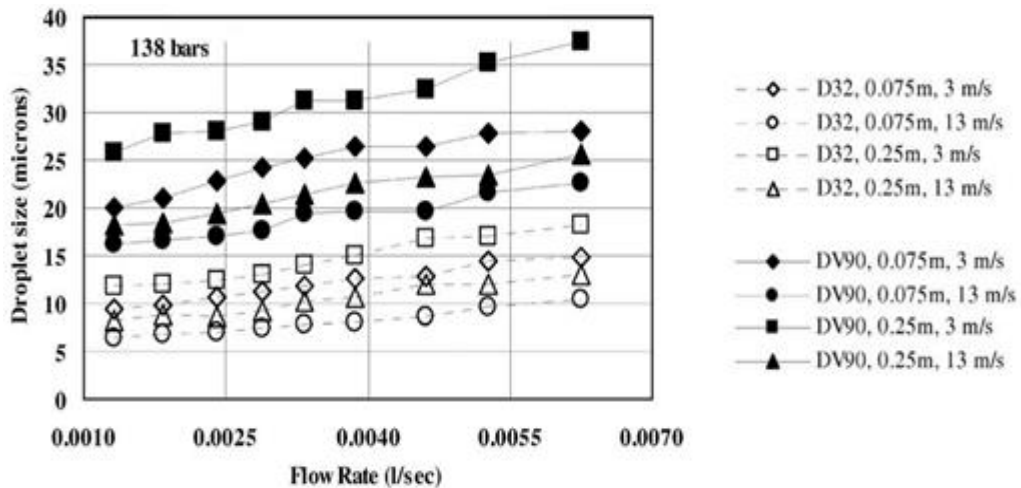 40
35
30
25
20
15
10
5
0
Droplet size (microns)
138 bars
0.0010 0.0025 0.0040 0.0055 0.0070
Flow Rate (l/sec)
D32, 0.075m, 3 m/s
D32, 0.075m, 13 m/s
D32, 0.25m, 3 m/s
D32, 0.25m, 13 m/s
DV90, 0.075m, 3 m/s
DV90, 0.075m, 13 m/s
DV90, 0.25m, 3 m/s
DV90, 0.25m, 13 m/s